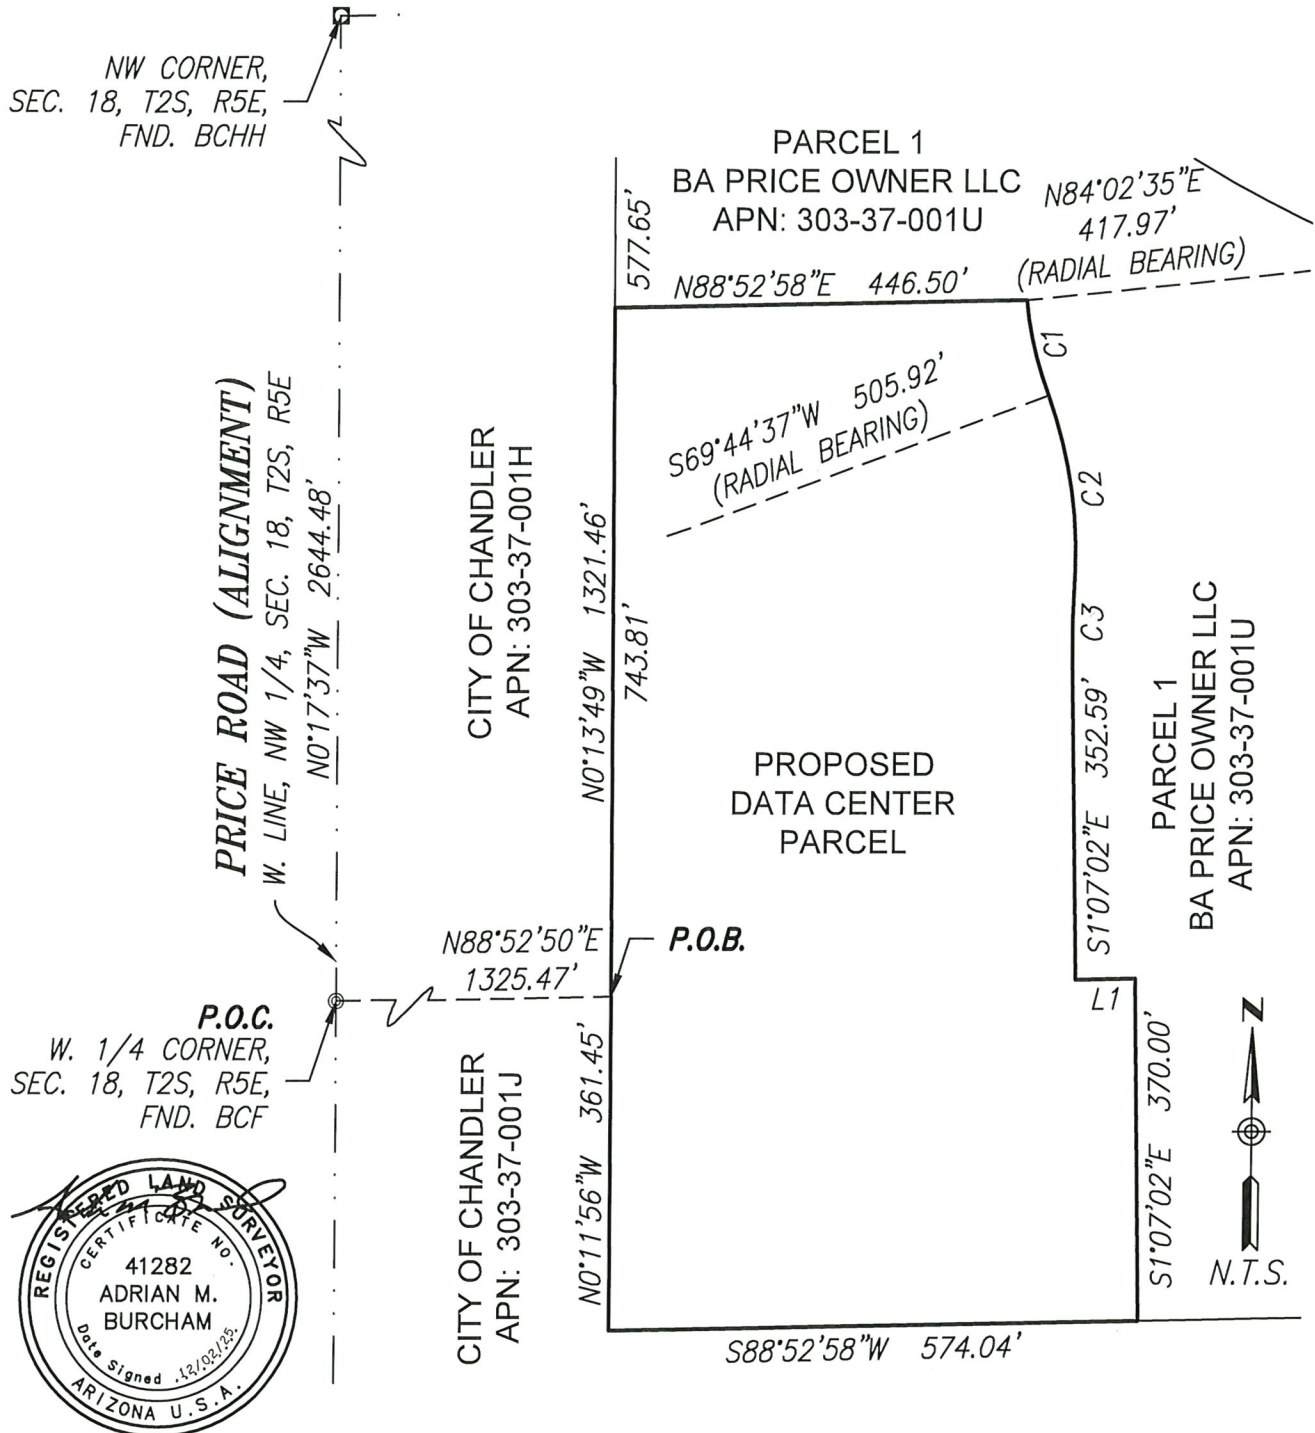 NW CORNER,
SEC. 18, T2S, R5E,
FND. BCHH
PARCEL 1
BA PRICE OWNER LLC
APN: 303-37-001U
N84°02'35"E
417.97'
(RADIAL BEARING)
577.65'
N88°52'58"E 446.50'
C1
S69°44'37"W 505.92'
(RADIAL BEARING)
C2
PRICE ROAD (ALIGNMENT)
W. LINE, NW 1/4, SEC. 18, T2S, R5E
N0°17'37"W 2644.48'
CITY OF CHANDLER
APN: 303-37-001H
N0°13'49"W 1321.46'
743.81'
C3
PROPOSED
DATA CENTER
PARCEL
S1°07'02"E 352.59'
PARCEL 1
BA PRICE OWNER LLC
APN: 303-37-001U
N88°52'50"E
1325.47'
P.O.B.
L1
P.O.C.
W. 1/4 CORNER,
SEC. 18, T2S, R5E,
FND. BCF
CITY OF CHANDLER
APN: 303-37-001J
N0°11'56"W 361.45'
S1°07'02"E 370.00'
Z
N.T.S.
S88°52'58"W 574.04'
REGISTERED LAND SURVEYOR
CERTIFICATE NO.
41282
ADRIAN M.
BURCHAM
Date Signed 12/02/25
ARIZONA U.S.A.